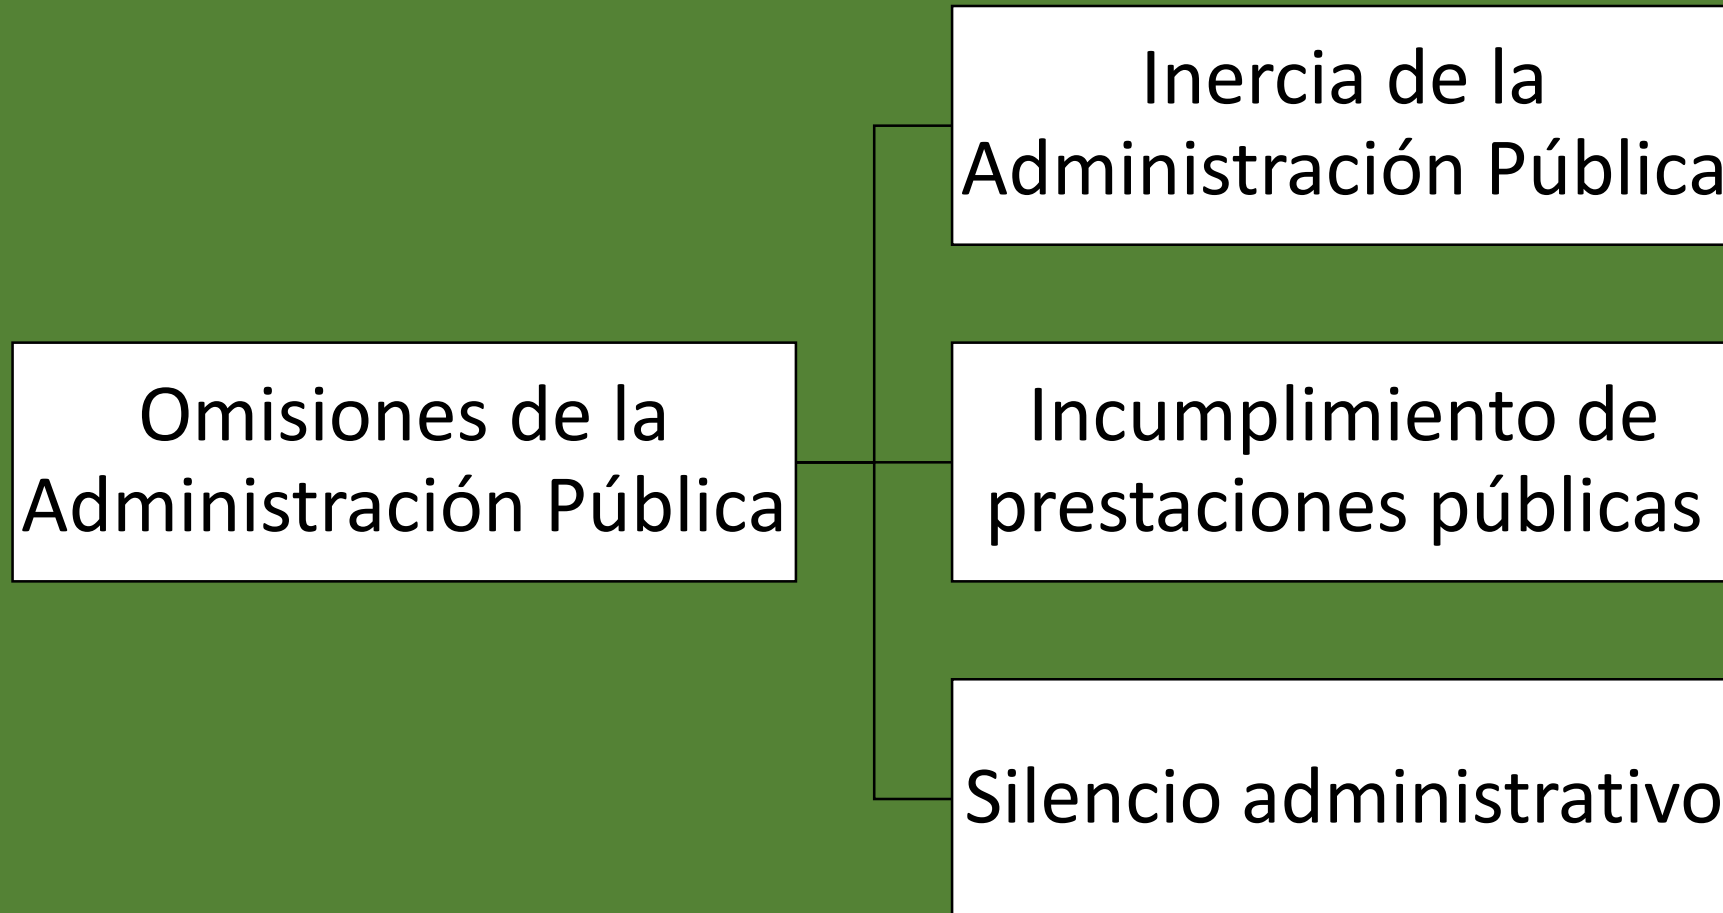 Inercia de la
Administración Pública
Omisiones de la
Administración Pública
Incumplimiento de
prestaciones públicas
Silencio administrativo